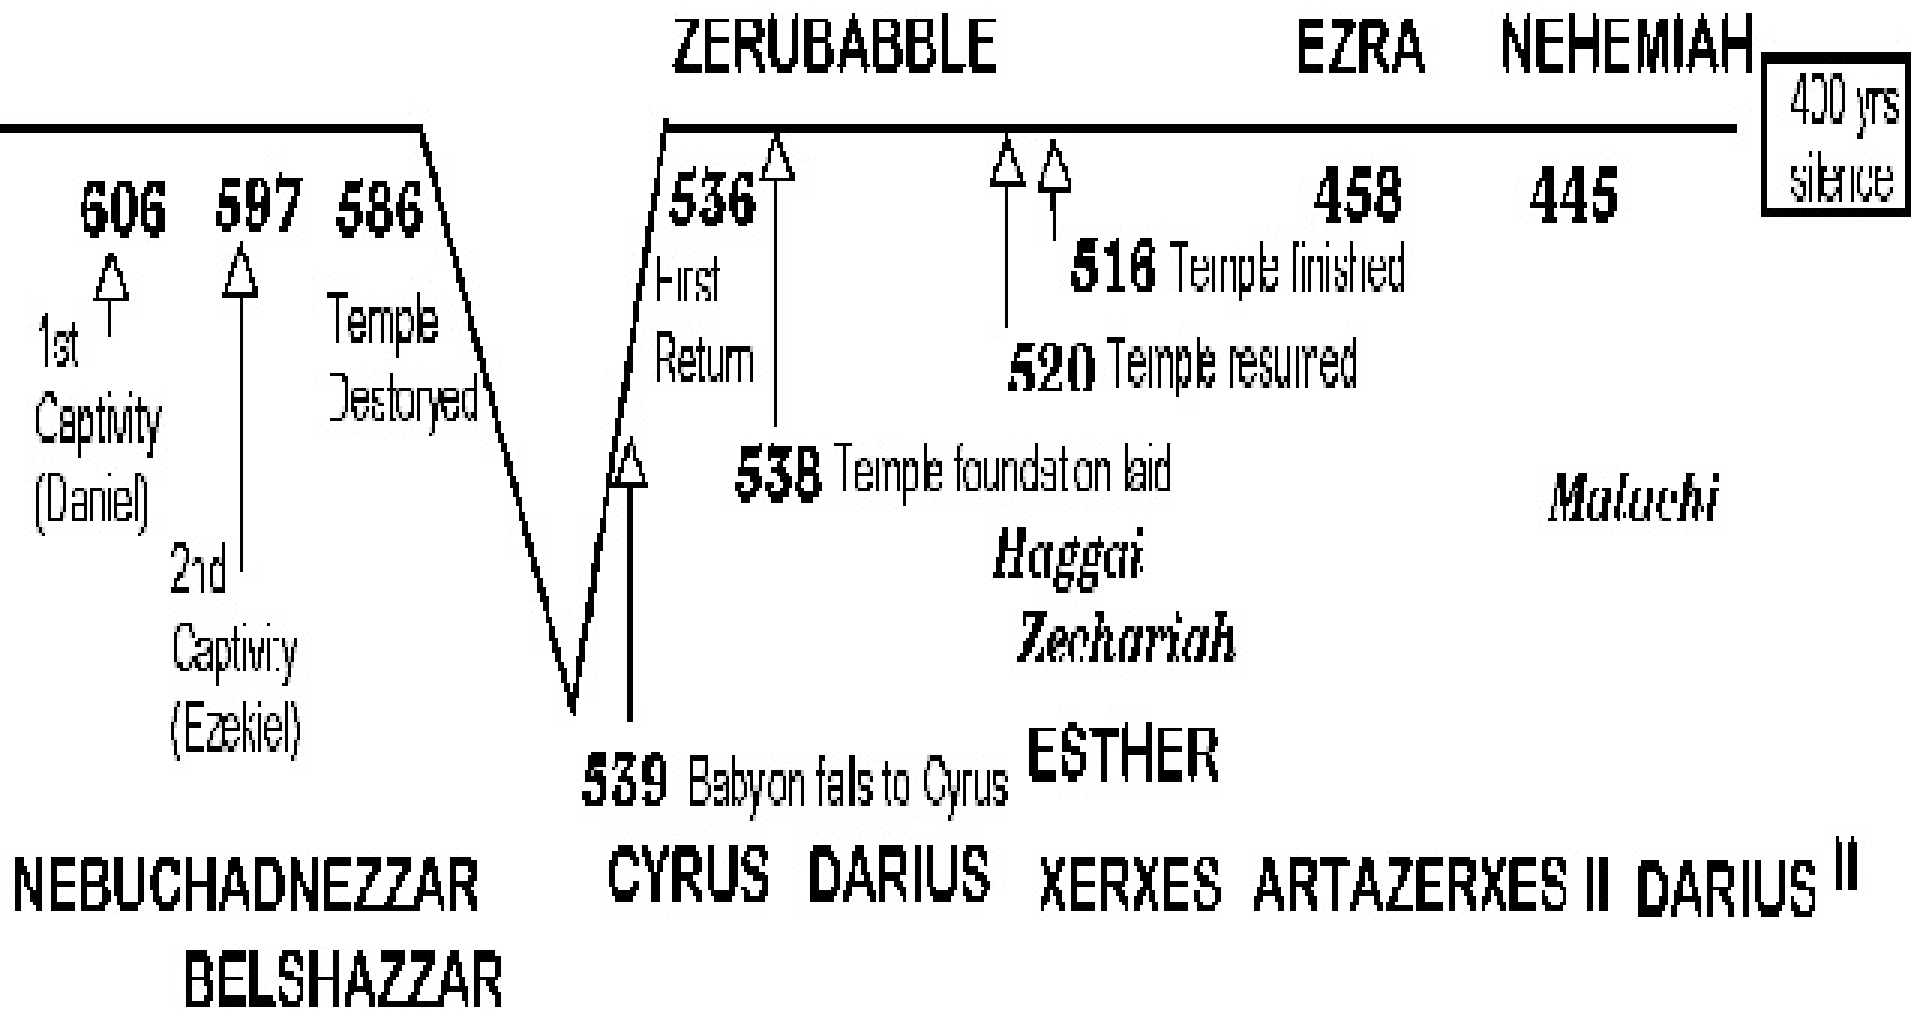 ZERUBABBLE EZRA NEHEMIAH
400 yrs
silence
606 597 586 536 458 445
1st
Captivity
(Daniel)
2nd
Captivity
(Ezekiel)
Temple
Destoryed
First
Return
516 Temple finished
520 Temple resumed
538 Temple foundation laid
Haggai
Zechariah
Malachi
ESTHER
539 Babyon falls to Cyrus
NEBUCHADNEZZAR CYRUS DARIUS XERXES ARTAZERXES II DARIUS II
BELSHAZZAR